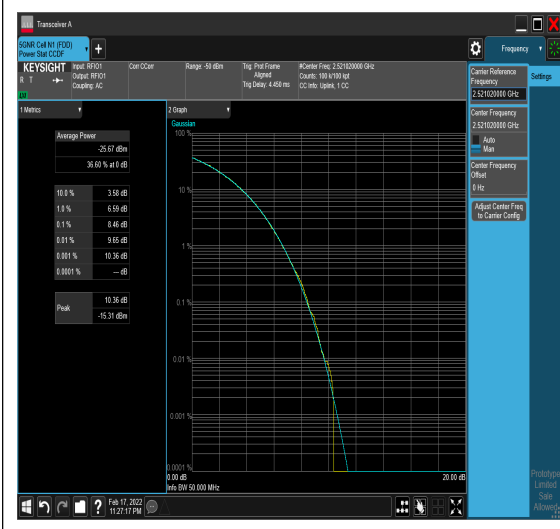 Transceiver A
5GNR Cell N1 (FDD)
Power Stat CCDF
Frequency
KEYSIGHT
R T
Input: RFIO1
Output: RFIO1
Coupling: AC
Corr CCorr
Range: -50 dBm
Trig: Prot Frame
Aligned
Trig Delay: 4.450 ms
#Center Freq: 2.521020000 GHz
Counts: 100 k/100 kpt
CC Info: Uplink, 1 CC
Carrier Reference
Frequency
2.521020000 GHz
Settings
Center Frequency
2.521020000 GHz
Auto
Man
Center Frequency
Offset
0 Hz
Adjust Center Freq
to Carrier Config
1 Metrics
Average Power
-25.67 dBm
36.60 % at 0 dB
10.0 % 3.58 dB
1.0 % 6.59 dB
0.1 % 8.46 dB
0.01 % 9.65 dB
0.001 % 10.36 dB
0.0001 % --- dB
Peak
10.36 dB
-15.31 dBm
2 Graph
Gaussian
100 %
10 %
1 %
0.1 %
0.01 %
0.001 %
0.0001 %
0.00 dB 20.00 dB
Info BW 50.000 MHz
Feb 17, 2022
11:27:17 PM
Prototype
Limited
Sale
Allowed